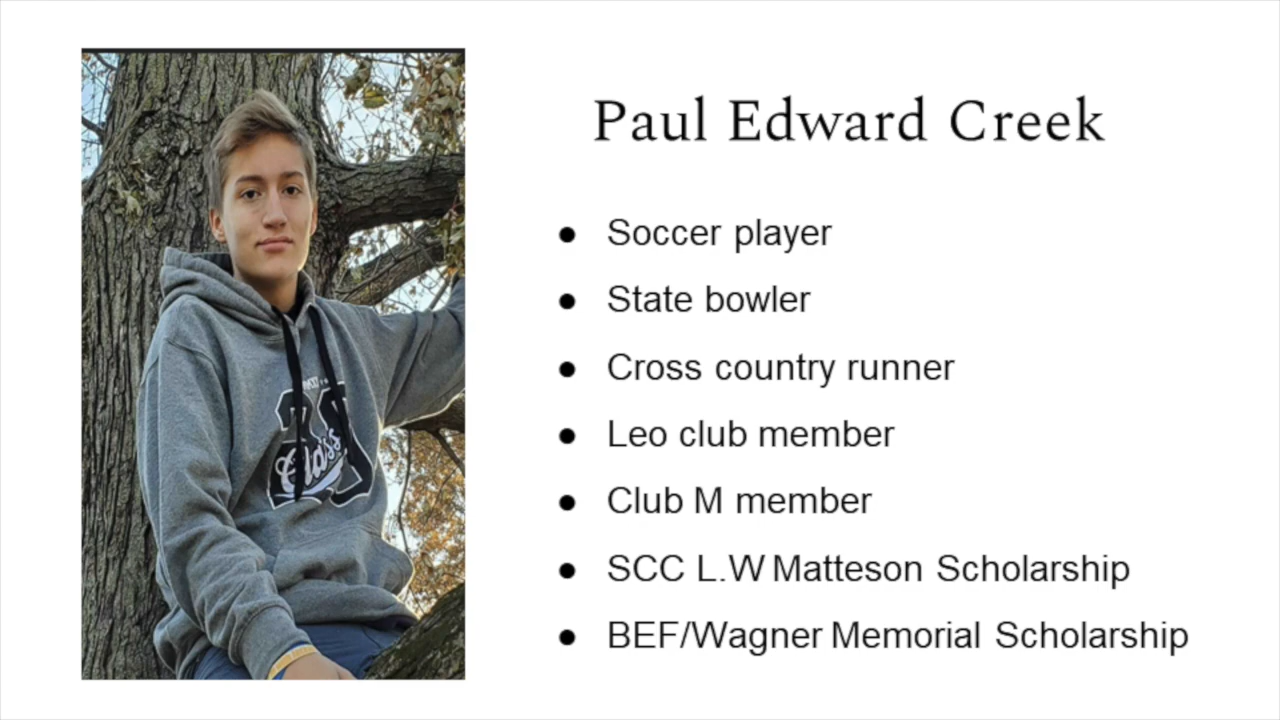 Paul Edward Creek
● Soccer player
● State bowler
● Cross country runner
● Leo club member
● Club M member
● SCC L.W Matteson Scholarship
● BEF/Wagner Memorial Scholarship
Class